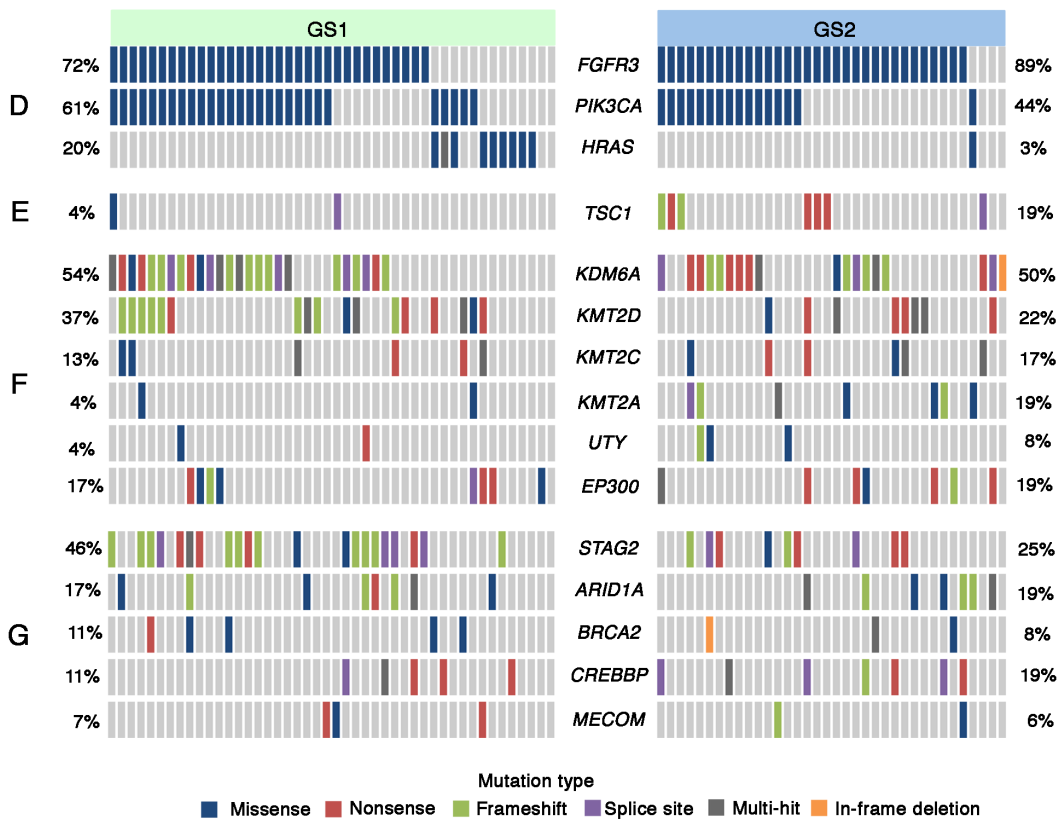 GS1 GS2
72% FGFR3 89%
D 61% PIK3CA 44%
20% HRAS 3%
E 4% TSC1 19%
54% KDM6A 50%
37% KMT2D 22%
13% KMT2C 17%
F 4% KMT2A 19%
4% UTY 8%
17% EP300 19%
46% STAG2 25%
17% ARID1A 19%
G 11% BRCA2 8%
11% CREBBP 19%
7% MECOM 6%
Mutation type
Missense Nonsense Frameshift Splice site Multi-hit In-frame deletion